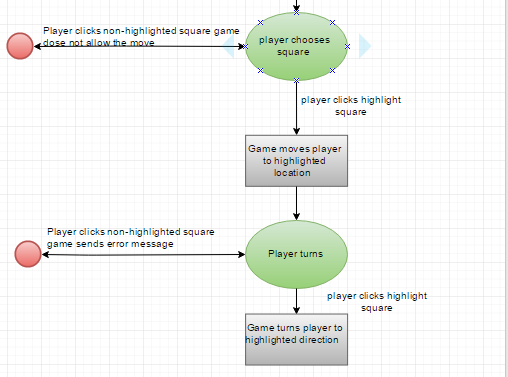 Player clicks non-highlighted square game
dose not allow the move
player chooses
square
player clicks highlight
square
Game moves player
to highlighted
location
Player clicks non-highlighted square
game sends error message
Player turns
player clicks highlight
square
Game turns player to
highlighted direction